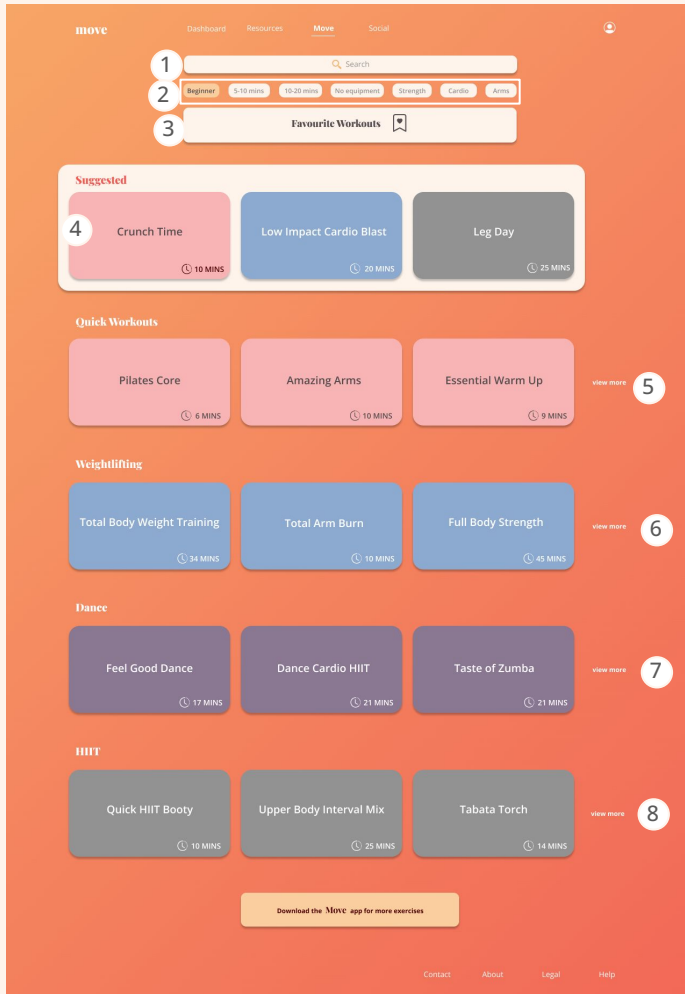 move
Dashboard Resources Move Social
1
Search
2
Beginner 5-10 mins 10-20 mins No equipment Strength Cardio Arms
3
Favourite Workouts
Suggested
4
Crunch Time Low Impact Cardio Blast Leg Day
10 MINS 20 MINS 25 MINS
Quick Workouts
Pilates Core Amazing Arms Essential Warm Up
view more 5
6 MINS 10 MINS 9 MINS
Weightlifting
Total Body Weight Training Total Arm Burn Full Body Strength
view more 6
34 MINS 10 MINS 45 MINS
Dance
Feel Good Dance Dance Cardio HIIT Taste of Zumba
view more 7
17 MINS 21 MINS 21 MINS
HIIT
Quick HIIT Booty Upper Body Interval Mix Tabata Torch
view more 8
10 MINS 25 MINS 14 MINS
Download the Move app for more exercises
Contact About Legal Help